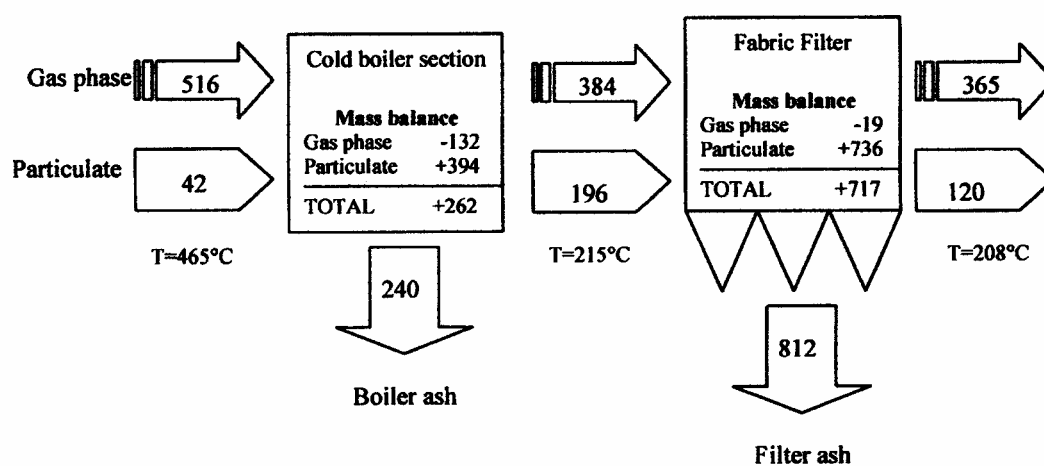 Gas phase
516
Particulate
42
T=465°C
Cold boiler section
Mass balance
Gas phase -132
Particulate +394
TOTAL +262
240
Boiler ash
384
196
T=215°C
Fabric Filter
Mass balance
Gas phase -19
Particulate +736
TOTAL +717
812
Filter ash
365
120
T=208°C